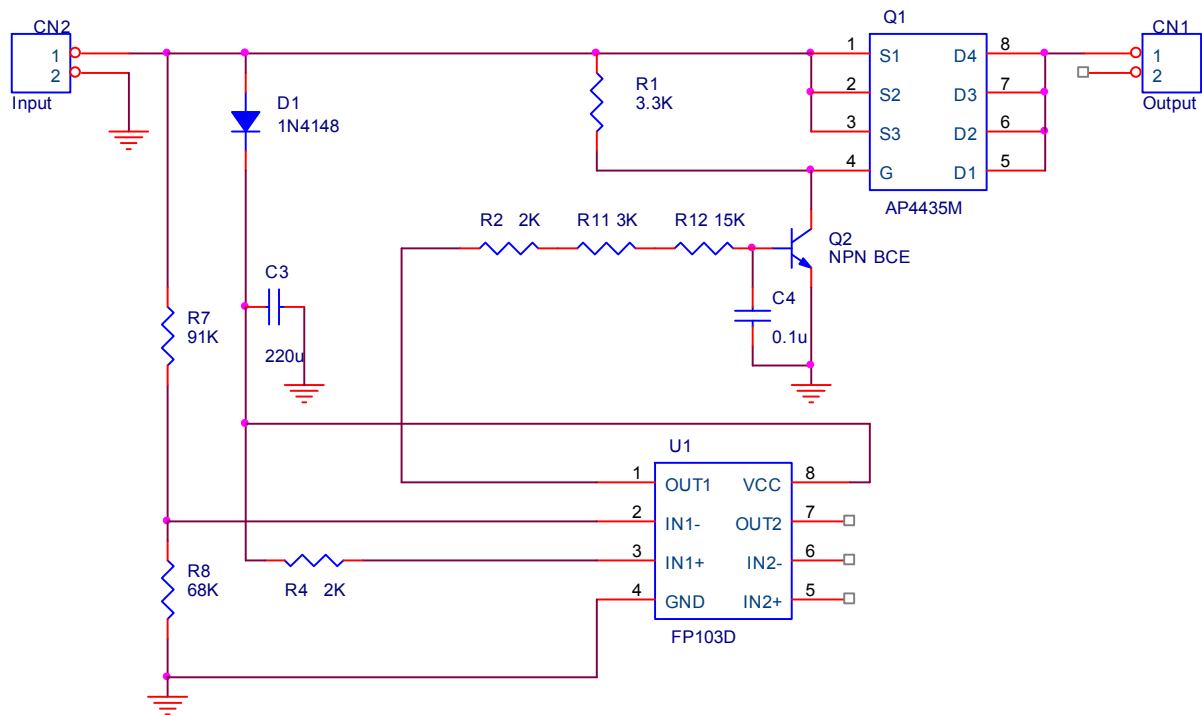 CN2
1
2
Input
D1
1N4148
R1
3.3K
Q1
1 S1 D4 8
2 S2 D3 7
3 S3 D2 6
4 G D1 5
AP4435M
CN1
1
2
Output
R2 2K
R11 3K
R12 15K
Q2
NPN BCE
C3
220u
C4
0.1u
R7
91K
U1
1 OUT1 VCC 8
2 IN1- OUT2 7
3 IN1+ IN2- 6
4 GND IN2+ 5
FP103D
R8
68K
R4 2K